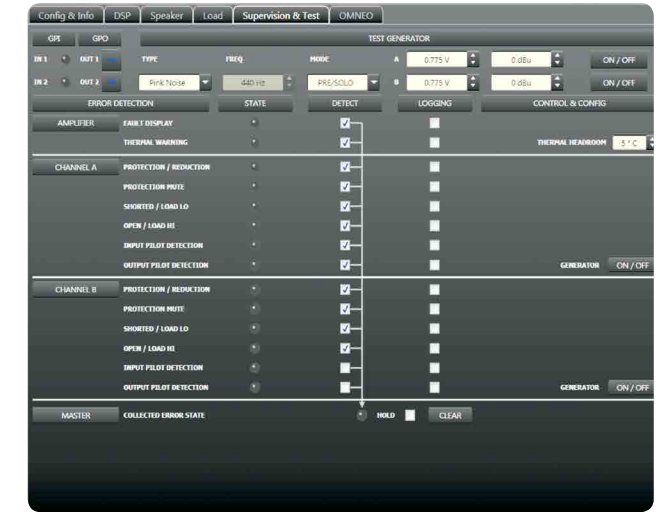 Config & Info DSP Speaker Load Supervision & Test OMNEO
GPI GPO TEST GENERATOR
IN 1 OUT 1 TYPE FREQ MODE A 0.775 V 0 dBu ON / OFF
IN 2 OUT 2 Pink Noise 440 Hz PRE/SOLO B 0.775 V 0 dBu ON / OFF
ERROR DETECTION STATE DETECT LOGGING CONTROL & CONFIG
AMPLIFIER FAULT DISPLAY
THERMAL WARNING THERMAL HEADROOM 5 ° C
CHANNEL A PROTECTION / REDUCTION
PROTECTION MUTE
SHORTED / LOAD LO
OPEN / LOAD HI
INPUT PILOT DETECTION
OUTPUT PILOT DETECTION GENERATOR ON / OFF
CHANNEL B PROTECTION / REDUCTION
PROTECTION MUTE
SHORTED / LOAD LO
OPEN / LOAD HI
INPUT PILOT DETECTION
OUTPUT PILOT DETECTION GENERATOR ON / OFF
MASTER COLLECTED ERROR STATE HOLD CLEAR